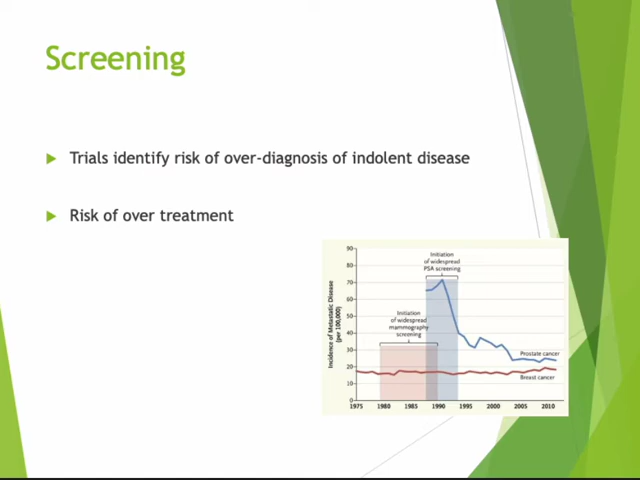 Screening
Trials identify risk of over-diagnosis of indolent disease
Risk of over treatment
Incidence of Metastatic Disease
(per 100,000)
90
80
70
60
50
40
30
20
10
0
Initiation
of widespread
PSA screening
Initiation
of widespread
mammography
screening
Prostate cancer
Breast cancer
1975 1980 1985 1990 1995 2000 2005 2010